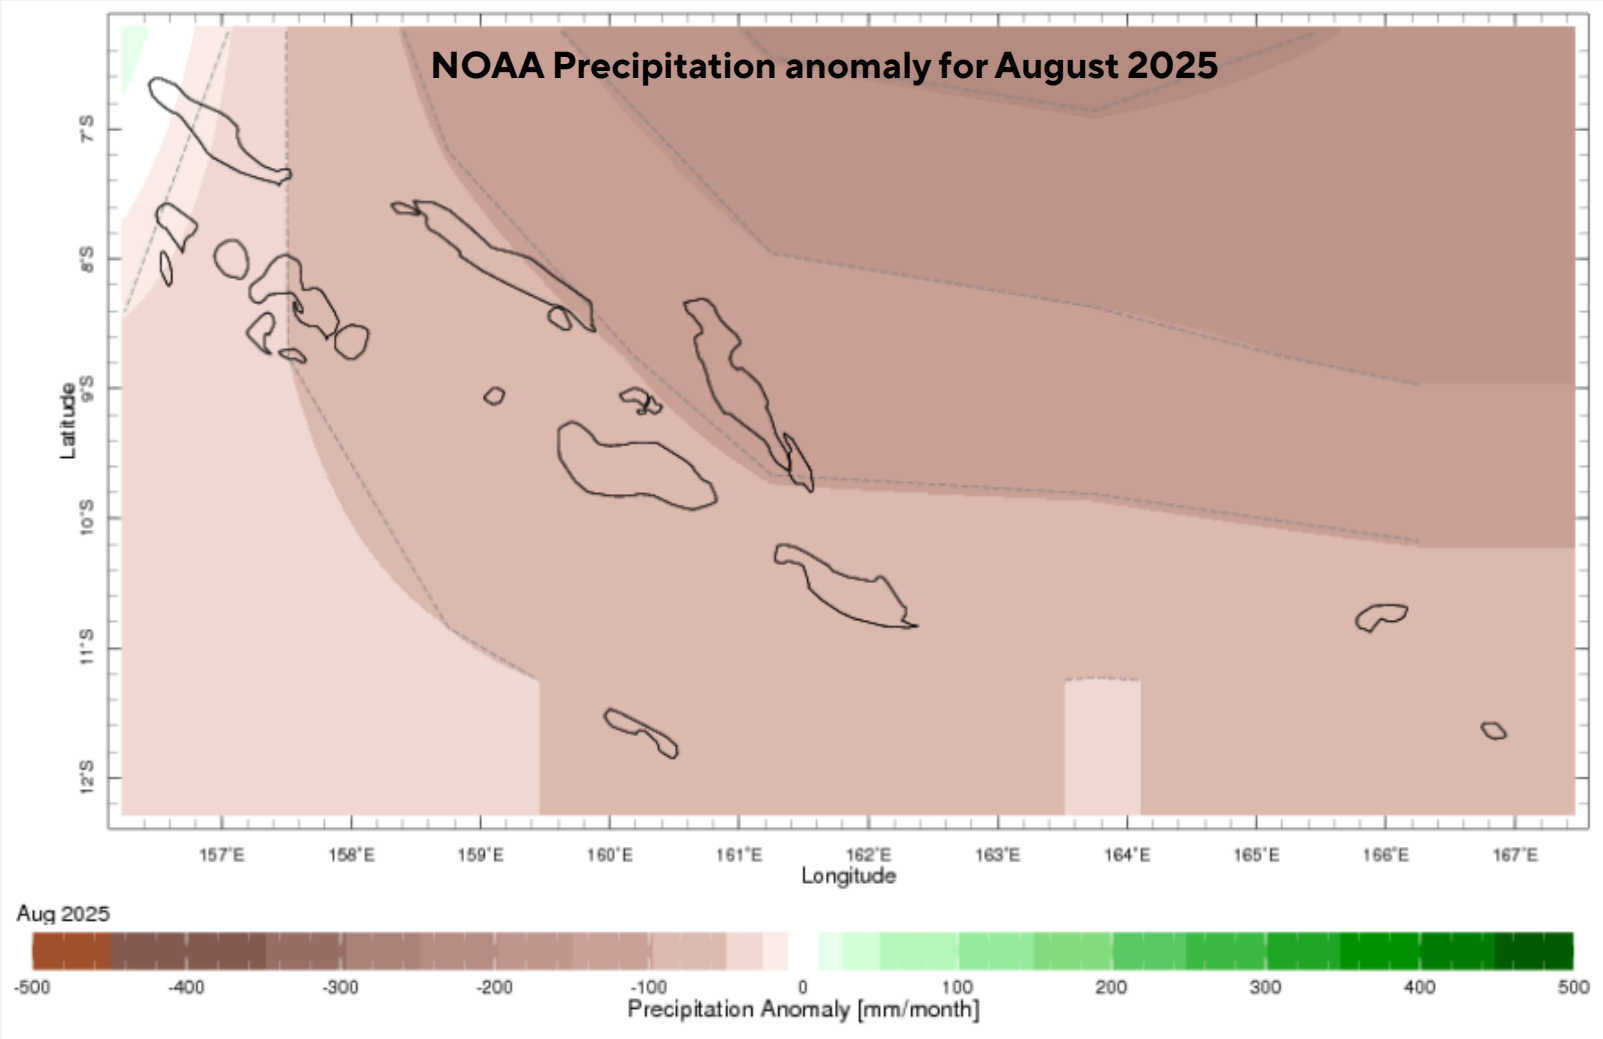 NOAA Precipitation anomaly for August 2025
7°S
8°S
9°S
10°S
11°S
12°S
Latitude
157°E 158°E 159°E 160°E 161°E 162°E 163°E 164°E 165°E 166°E 167°E
Longitude
Aug 2025
-500 -400 -300 -200 -100 0 100 200 300 400 500
Precipitation Anomaly [mm/month]